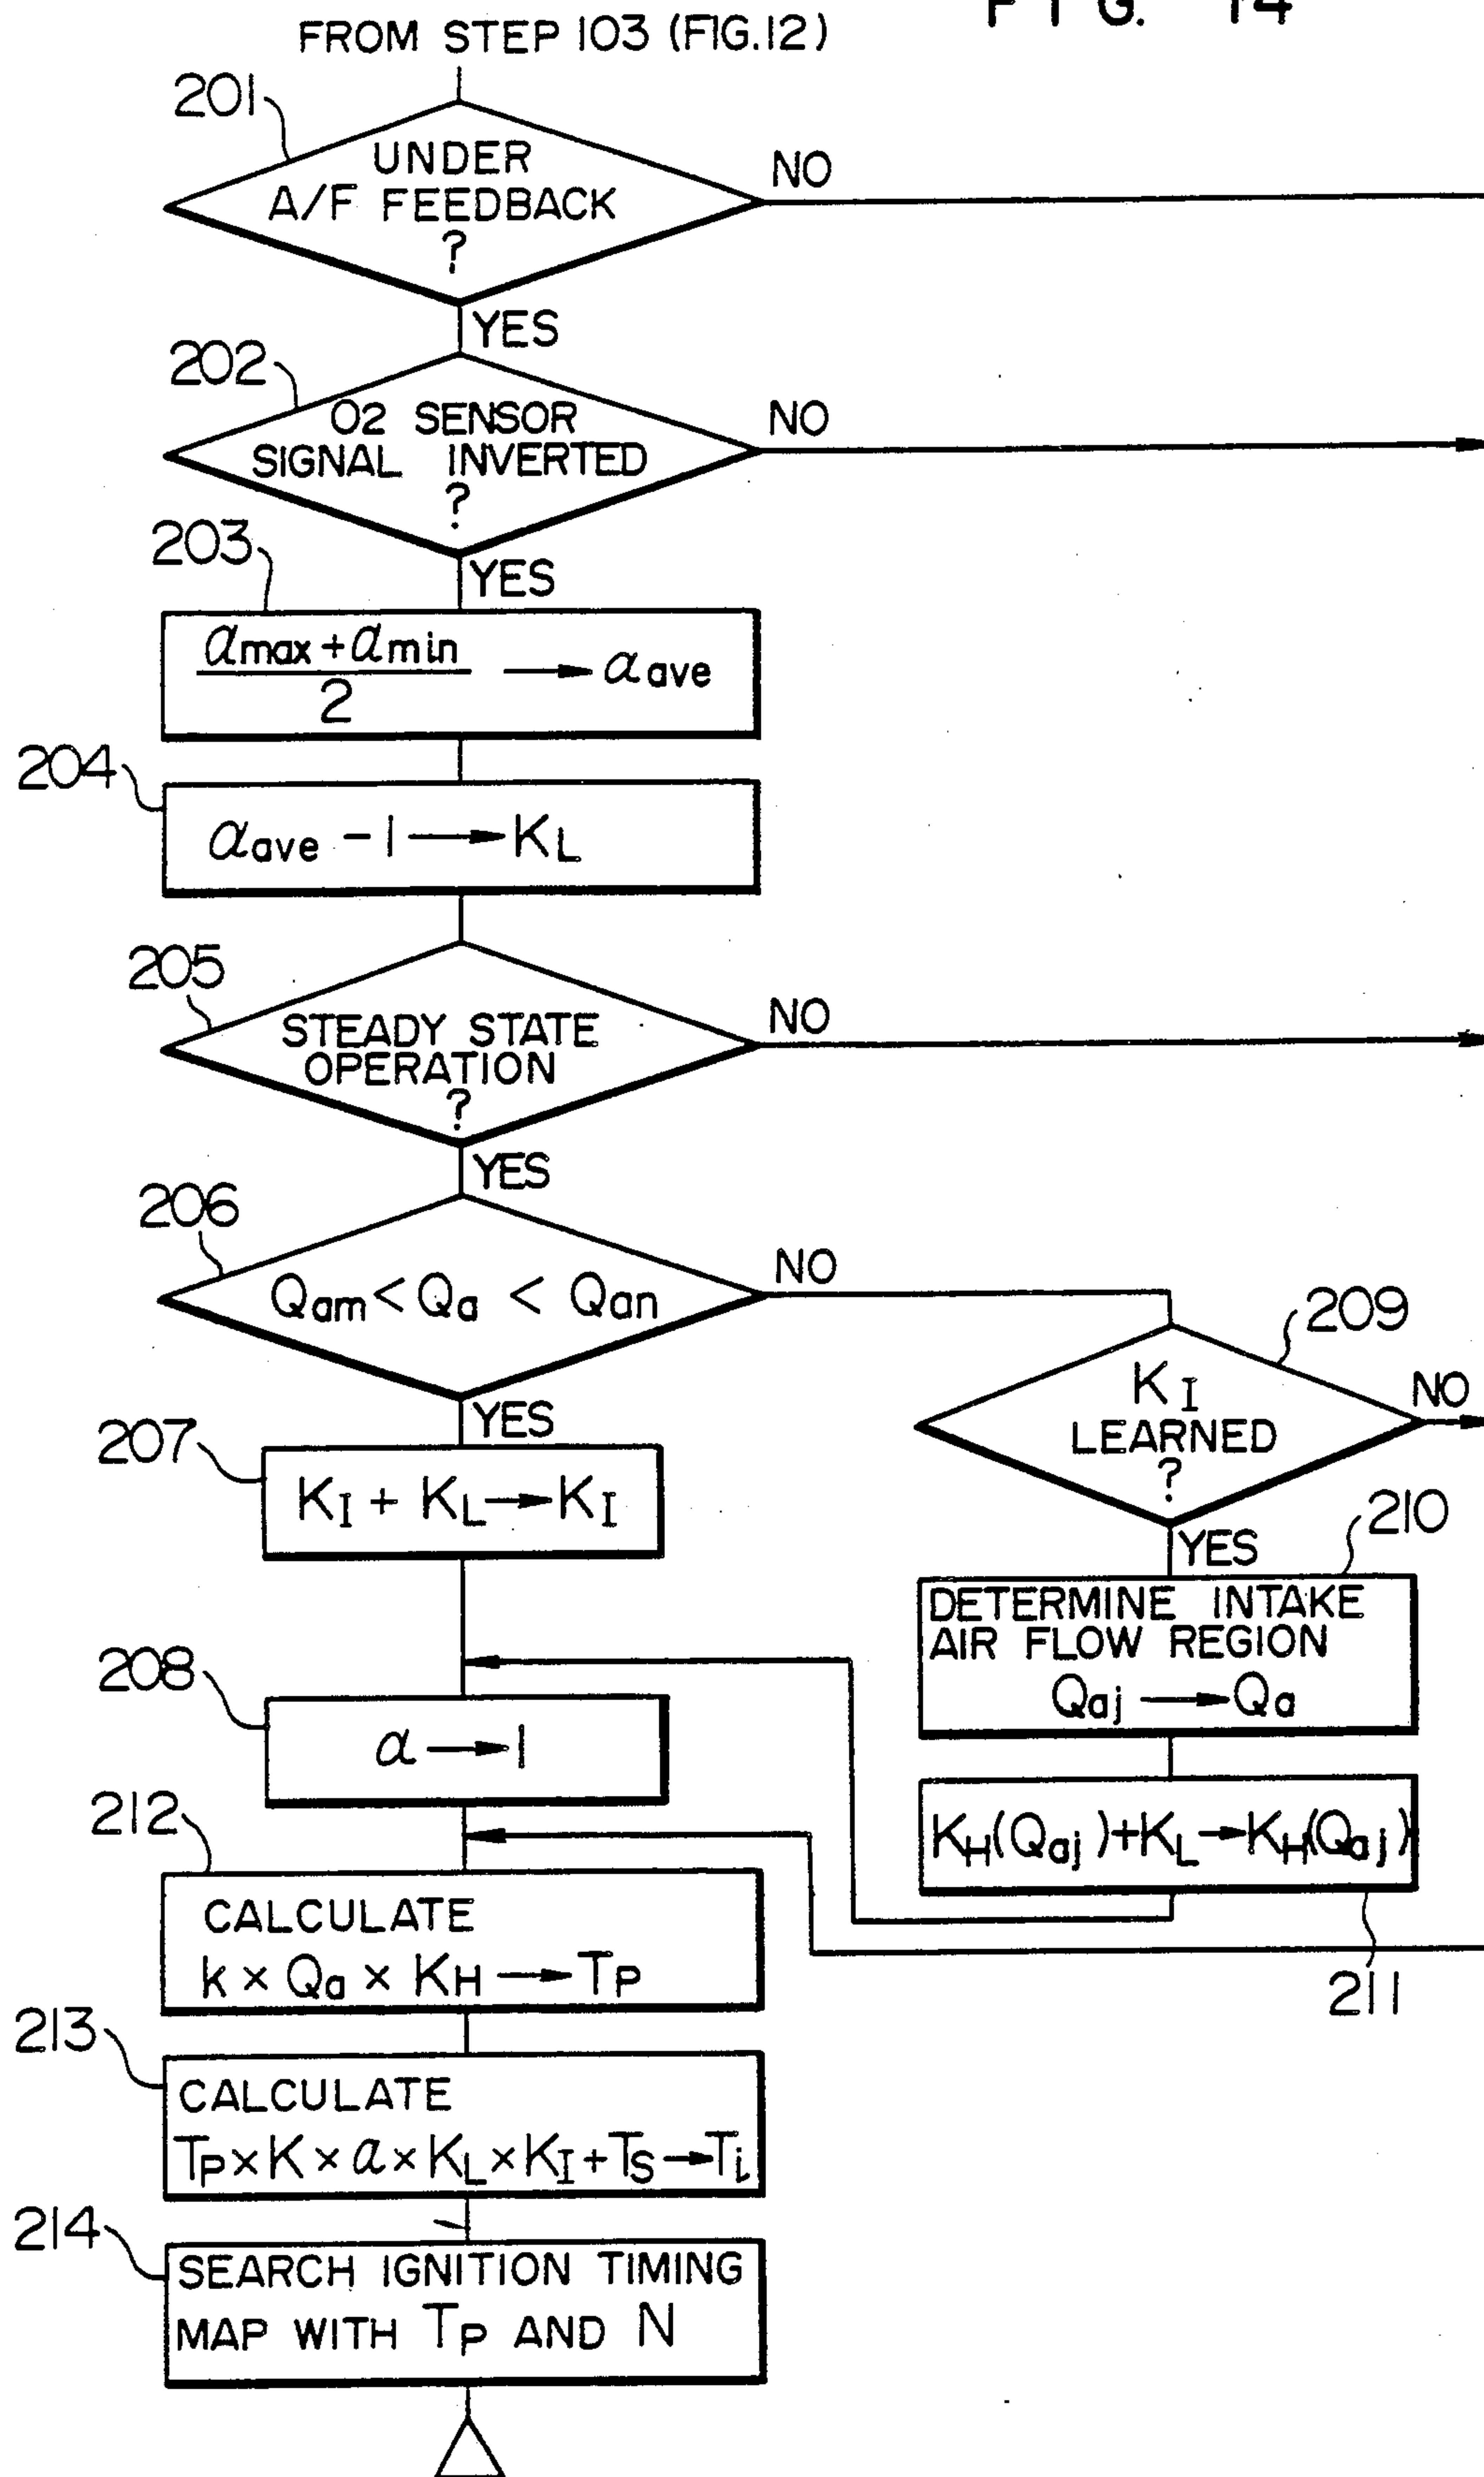 FIG. 14
FROM STEP 103 (FIG.12)
201
UNDER
A/F FEEDBACK
?
NO
YES
202
O2 SENSOR
SIGNAL INVERTED
?
NO
YES
203
αmax+αmin
2
→ αave
204
αave -1 → KL
205
STEADY STATE
OPERATION
?
NO
YES
206
Qam < Qa < Qan
NO
YES
209
KI
LEARNED
?
NO
YES
207
KI + KL → KI
210
DETERMINE INTAKE
AIR FLOW REGION
Qaj → Qa
208
α → 1
211
KH(Qaj)+KL → KH(Qaj)
212
CALCULATE
k × Qa × KH → TP
213
CALCULATE
TP × K × α × KL × KI + TS → Ti
214
SEARCH IGNITION TIMING
MAP WITH TP AND N